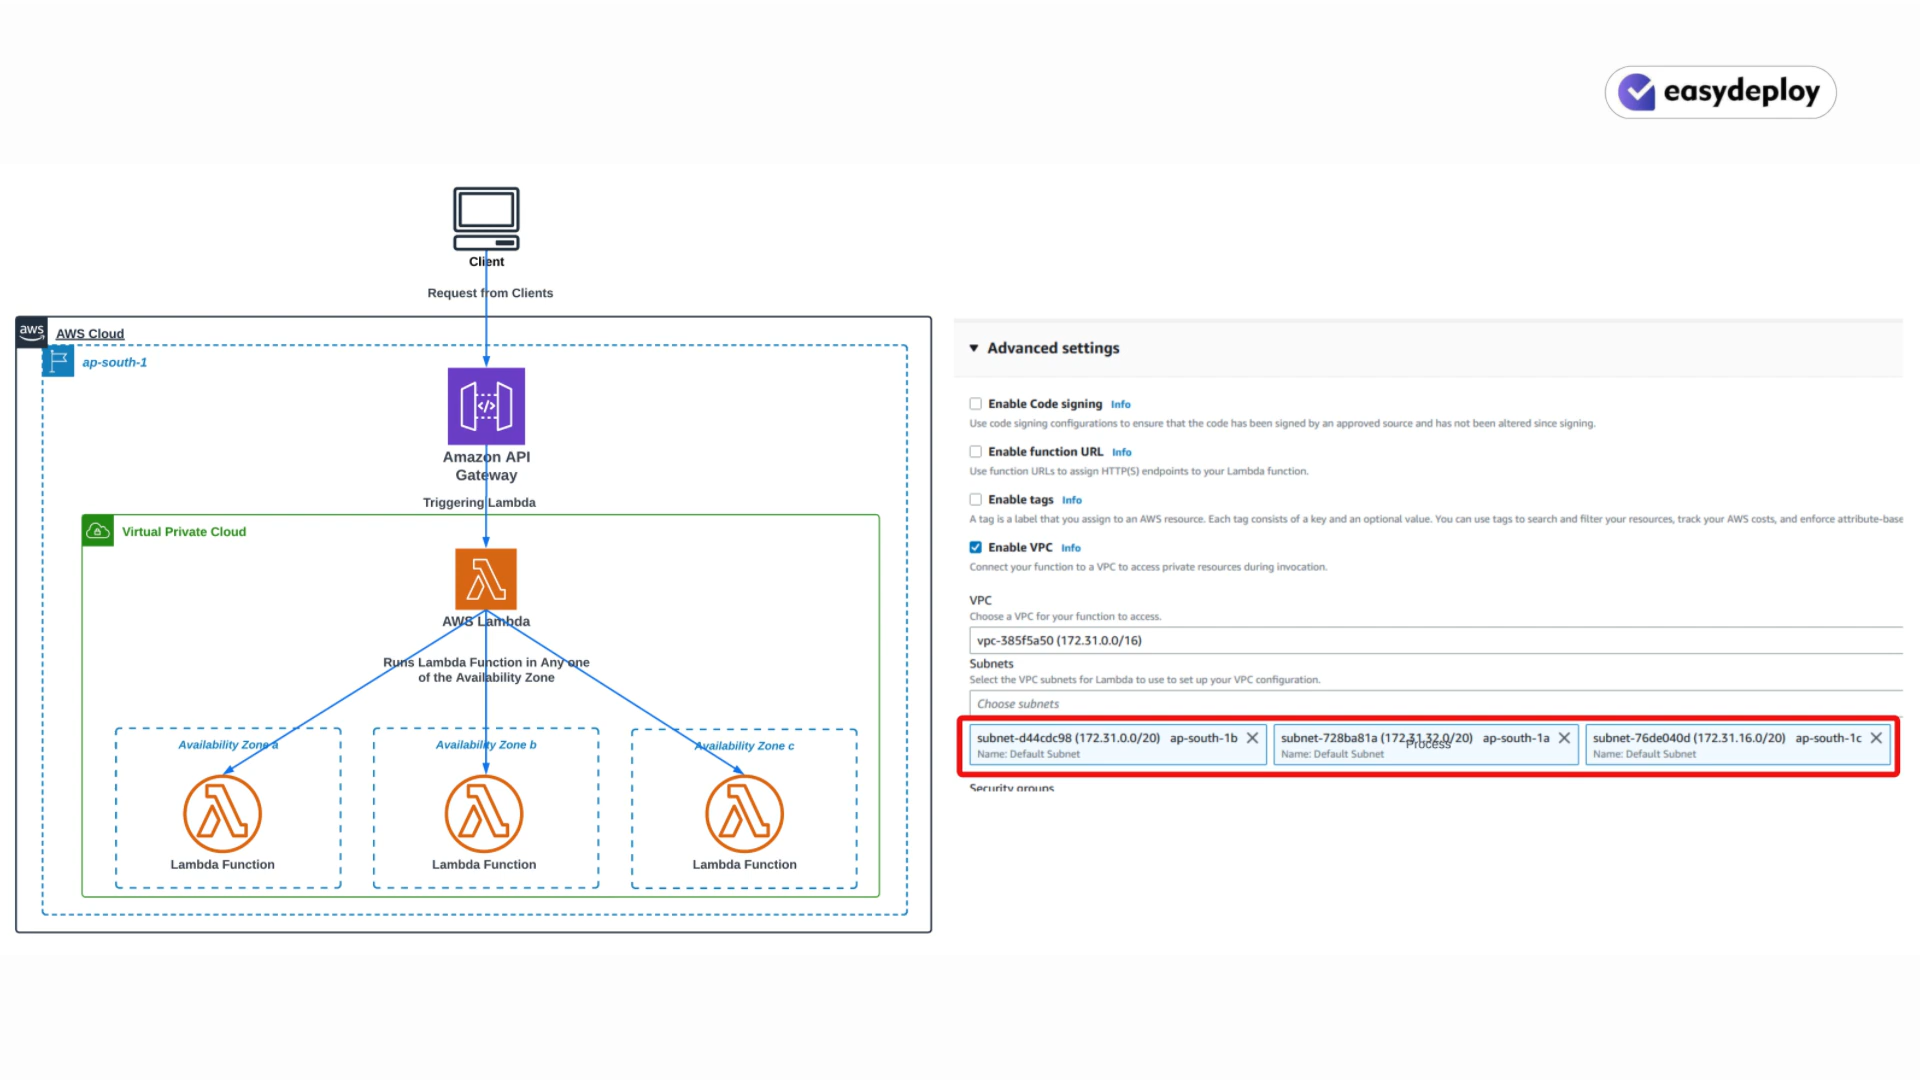 easydeploy
Client
Request from Clients
aws
AWS Cloud
ap-south-1
</>
Amazon API
Gateway
Triggering Lambda
Virtual Private Cloud
AWS Lambda
Runs Lambda Function in Any one
of the Availability Zone
Availability Zone a
Availability Zone b
Availability Zone c
Lambda Function
Lambda Function
Lambda Function
Advanced settings
Enable Code signing Info
Use code signing configurations to ensure that the code has been signed by an approved source and has not been altered since signing.
Enable function URL Info
Use function URLs to assign HTTP(S) endpoints to your Lambda function.
Enable tags Info
A tag is a label that you assign to an AWS resource. Each tag consists of a key and an optional value. You can use tags to search and filter your resources, track your AWS costs, and enforce attribute-base
Enable VPC Info
Connect your function to a VPC to access private resources during invocation.
VPC
Choose a VPC for your function to access.
vpc-385f5a50 (172.31.0.0/16)
Subnets
Select the VPC subnets for Lambda to use to set up your VPC configuration.
Choose subnets
subnet-d44cdc98 (172.31.0.0/20) ap-south-1b
Name: Default Subnet
subnet-728ba81a (172.31.32.0/20) ap-south-1a
Process
Name: Default Subnet
subnet-76de040d (172.31.16.0/20) ap-south-1c
Name: Default Subnet
Security groups